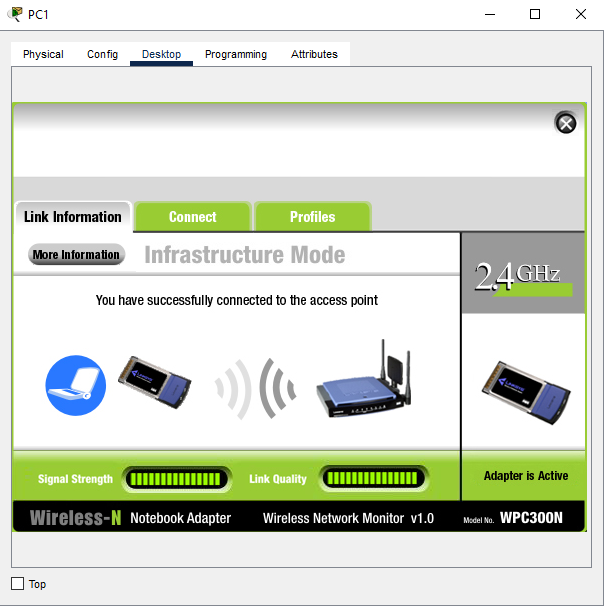 PC1
Physical Config Desktop Programming Attributes
Link Information Connect Profiles
More Information Infrastructure Mode
2.4GHz
You have successfully connected to the access point
Signal Strength Link Quality
Adapter is Active
Wireless-N Notebook Adapter Wireless Network Monitor v1.0 Model No. WPC300N
Top